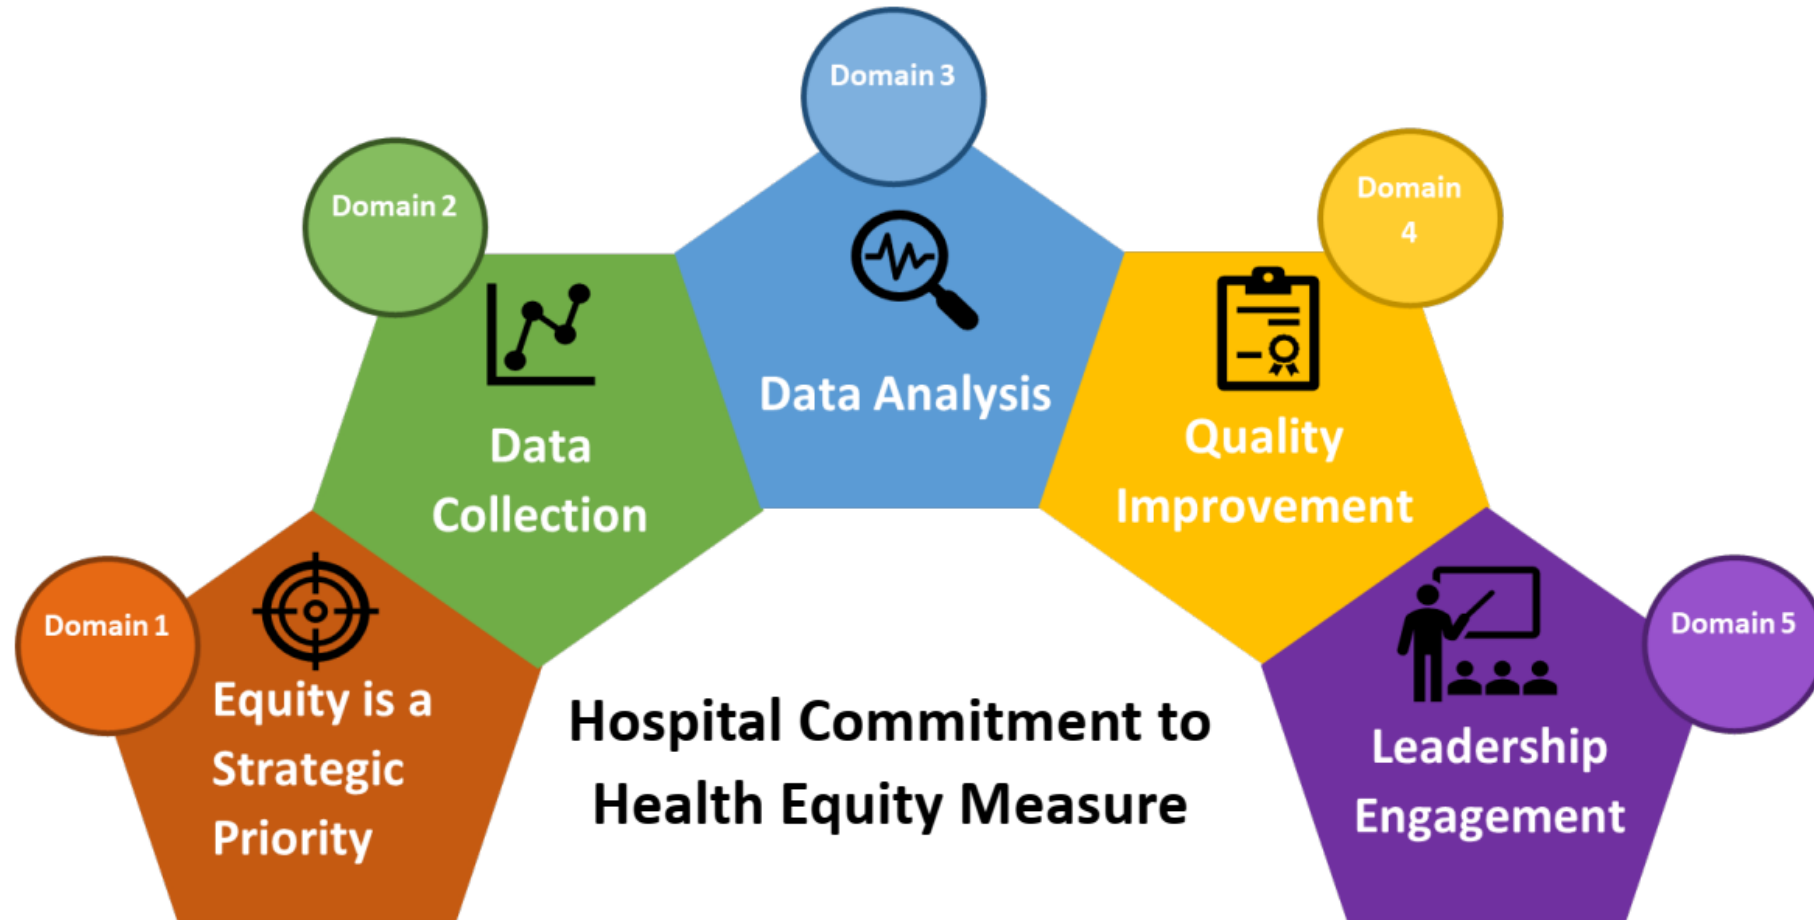 Domain 1
Equity is a
Strategic
Priority
Domain 2
Data
Collection
Domain 3
Data Analysis
Domain
4
Quality
Improvement
Domain 5
Leadership
Engagement
Hospital Commitment to
Health Equity Measure